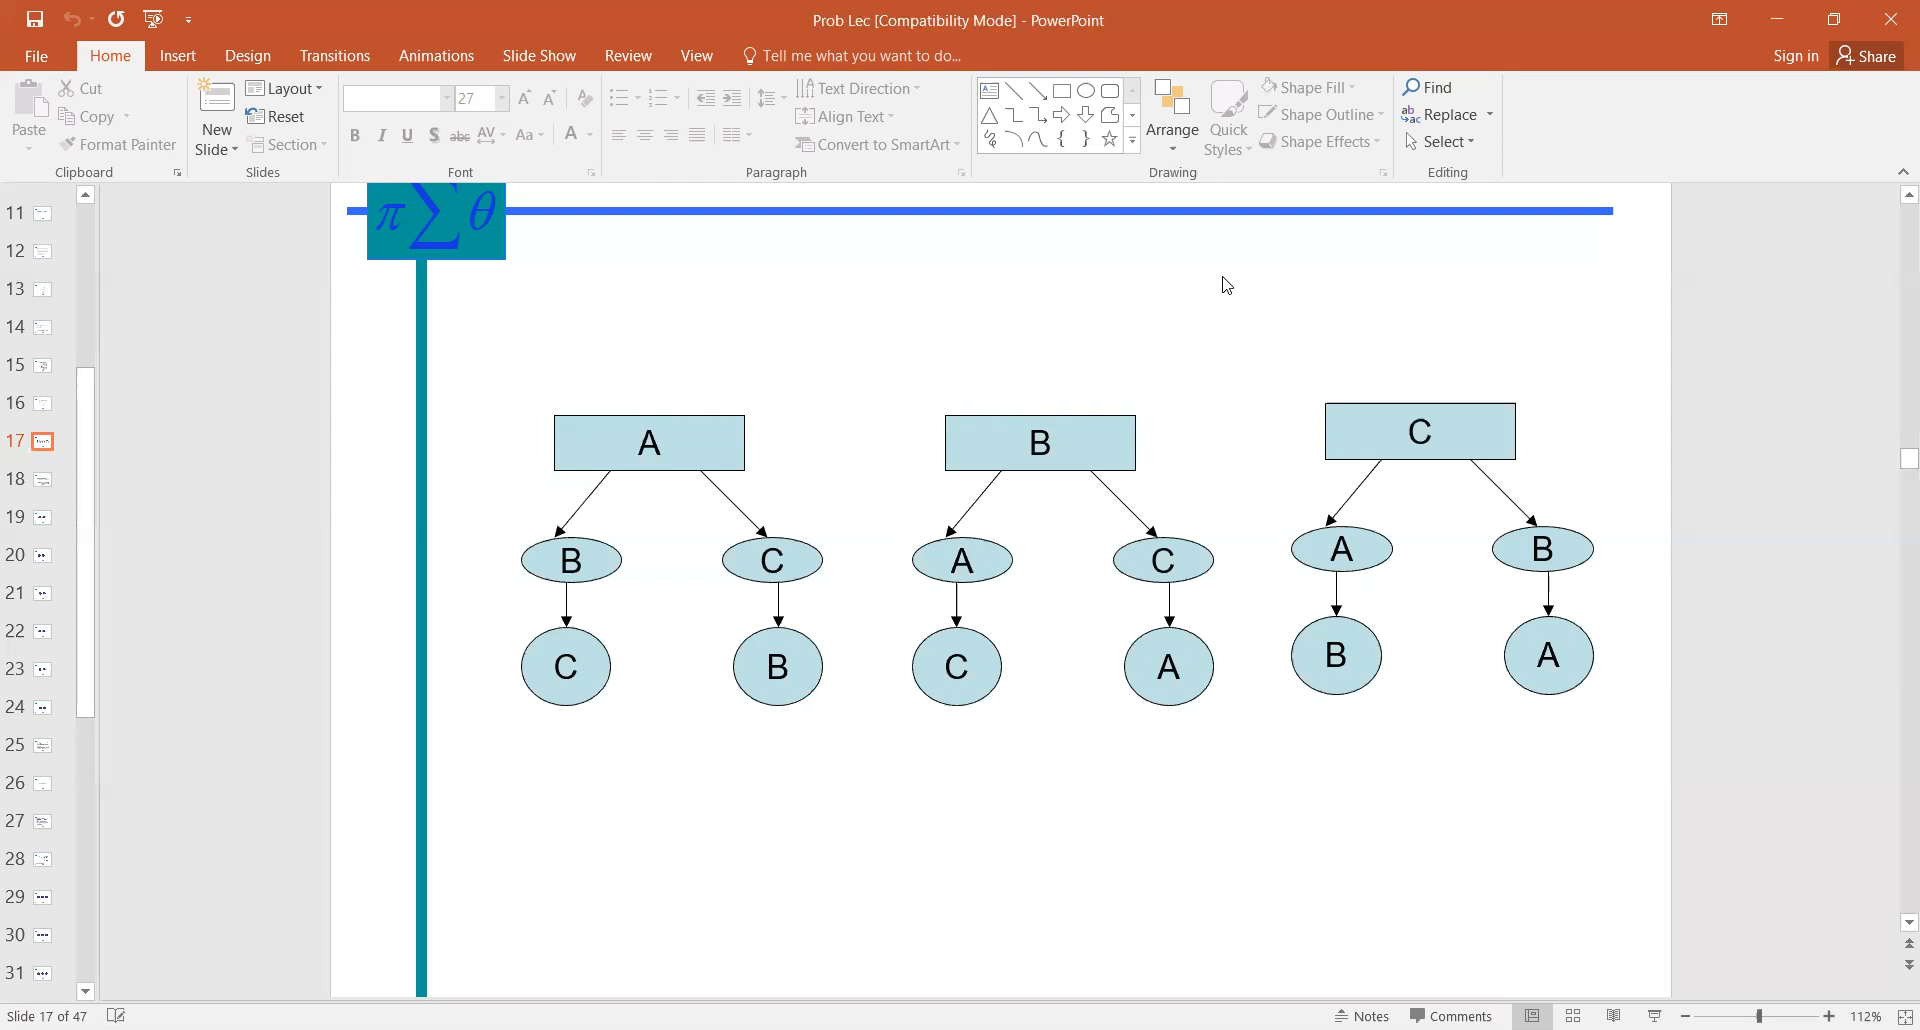 Prob Lec [Compatibility Mode] - PowerPoint
File Home Insert Design Transitions Animations Slide Show Review View Tell me what you want to do... Sign in Share
Paste
Cut
Copy
Format Painter
Clipboard
New
Slide
Layout
Reset
Section
Slides
27
B I U S abc AV Aa A
Font
Text Direction
Align Text
Convert to SmartArt
Paragraph
Arrange
Quick
Styles
Shape Fill
Shape Outline
Shape Effects
Drawing
Find
Replace
Select
Editing
11
12
13
14
15
16
17
18
19
20
21
22
23
24
25
26
27
28
29
30
31
π∑θ
A B C
B C A C A B
C B C A B A
Slide 17 of 47 Notes Comments 112%